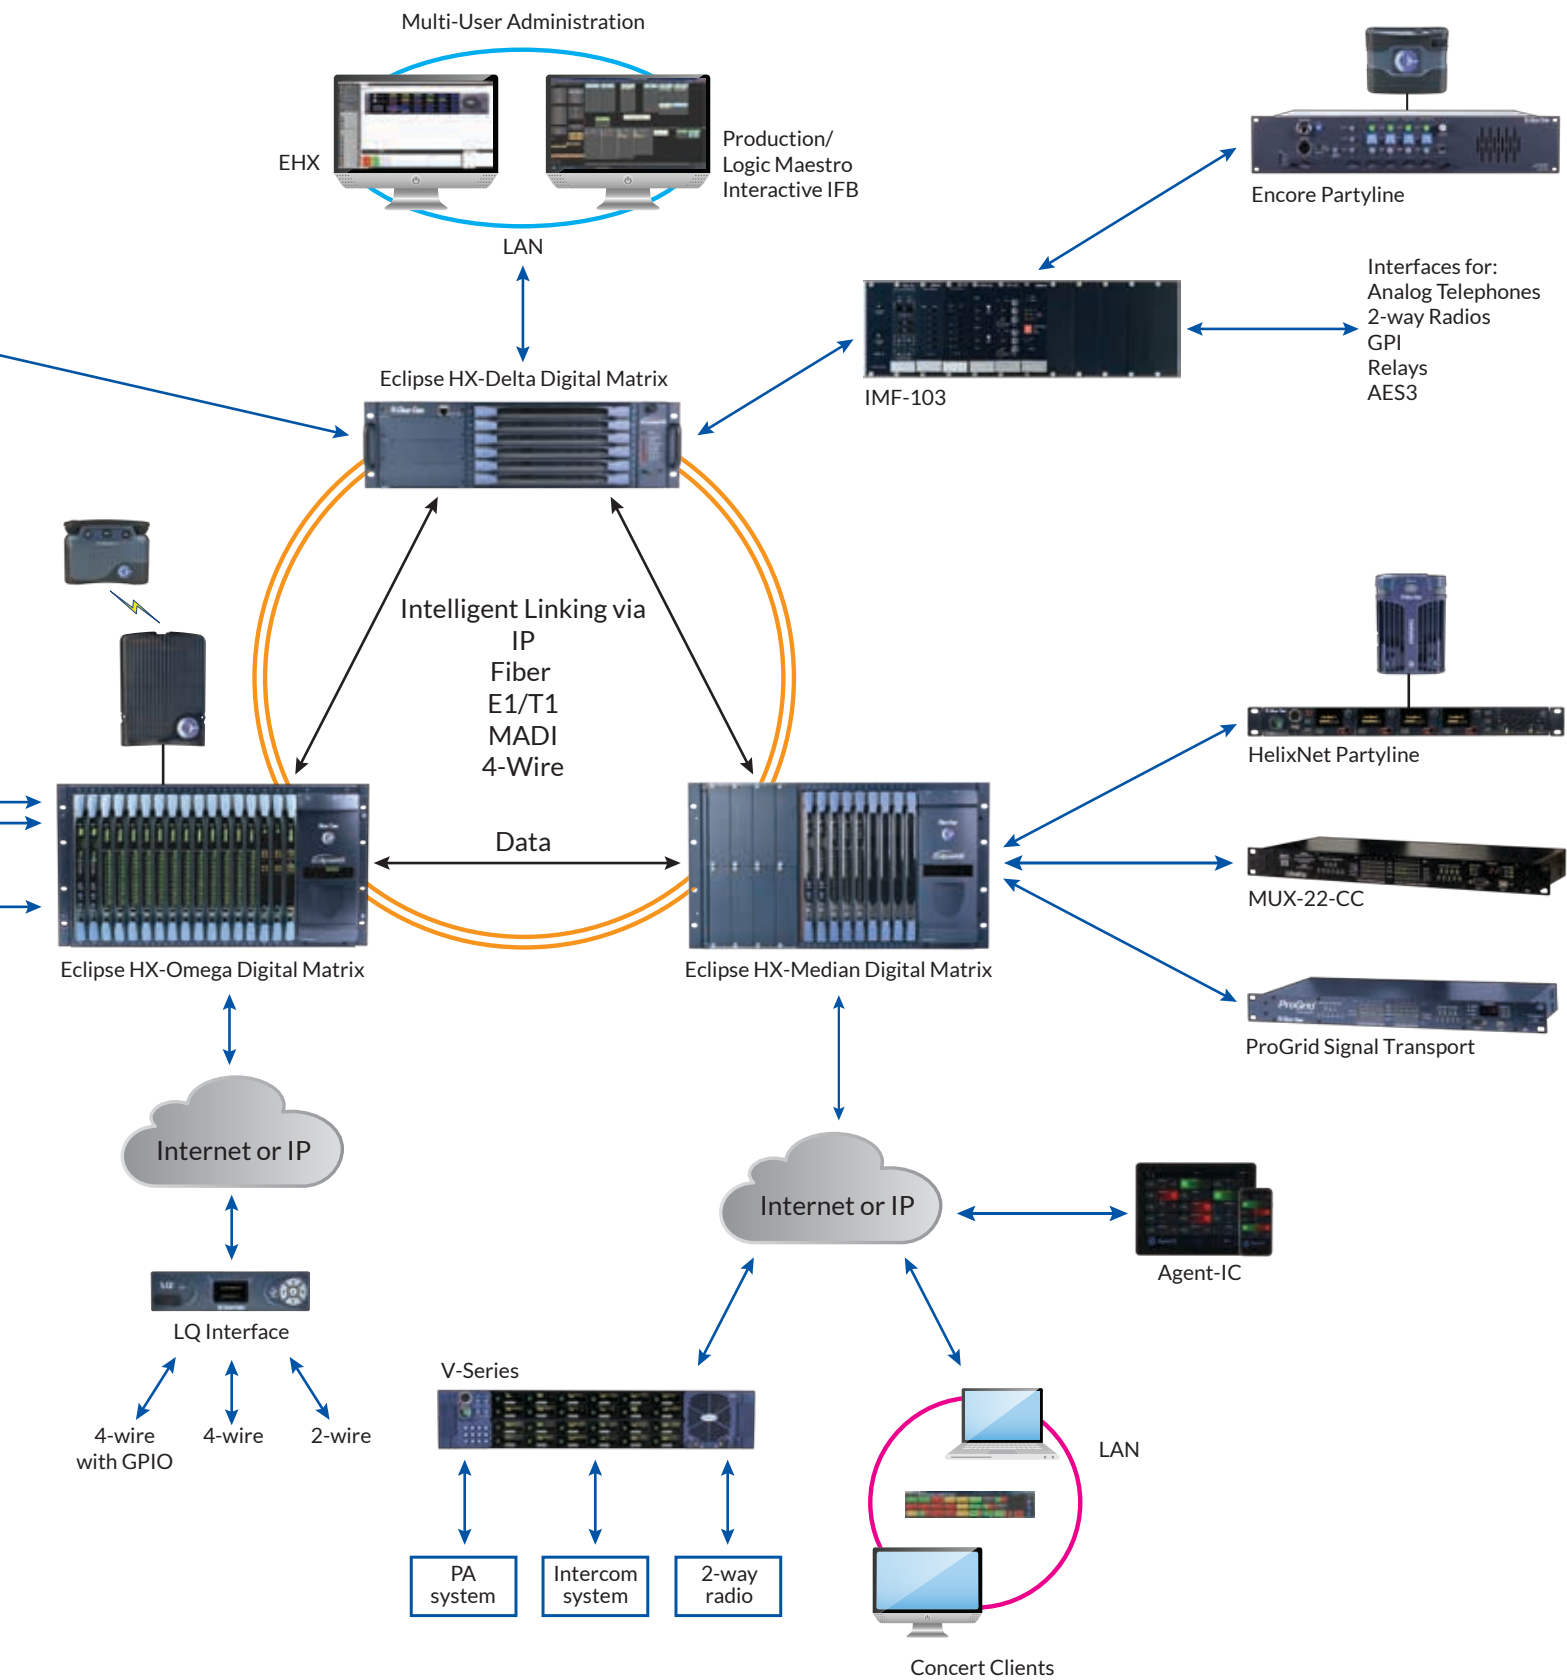 Multi-User Administration
EHX
Production/
Logic Maestro
Interactive IFB
LAN
Encore Partyline
Interfaces for:
Analog Telephones
2-way Radios
GPI
Relays
AES3
IMF-103
Eclipse HX-Delta Digital Matrix
Intelligent Linking via
IP
Fiber
E1/T1
MADI
4-Wire
Data
HelixNet Partyline
MUX-22-CC
ProGrid
ProGrid Signal Transport
Eclipse HX-Omega Digital Matrix
Eclipse HX-Median Digital Matrix
Internet or IP
Internet or IP
Agent-IC
LQ Interface
4-wire
with GPIO
4-wire
2-wire
V-Series
PA
system
Intercom
system
2-way
radio
LAN
Concert Clients